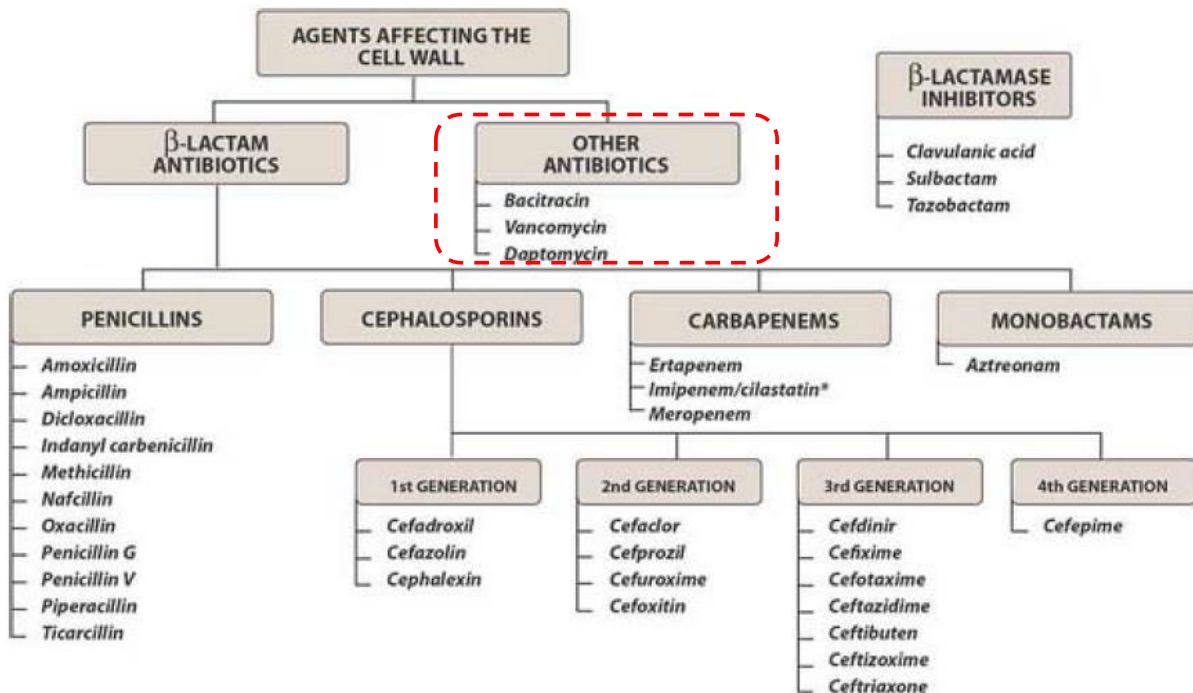 AGENTS AFFECTING THE
CELL WALL
β-LACTAMASE
INHIBITORS
Clavulanic acid
Sulbactam
Tazobactam
β-LACTAM
ANTIBIOTICS
OTHER
ANTIBIOTICS
Bacitracin
Vancomycin
Daptomycin
PENICILLINS
Amoxicillin
Ampicillin
Dicloxacillin
Indanyl carbenicillin
Methicillin
Nafcillin
Oxacillin
Penicillin G
Penicillin V
Piperacillin
Ticarcillin
CEPHALOSPORINS
CARBAPENEMS
Ertapenem
Imipenem/cilastatin*
Meropenem
MONOBACTAMS
Aztreonam
1st GENERATION
Cefadroxil
Cefazolin
Cephalexin
2nd GENERATION
Cefaclor
Cefprozil
Cefuroxime
Cefoxitin
3rd GENERATION
Cefdinir
Cefixime
Cefotaxime
Ceftazidime
Ceftibuten
Ceftizoxime
Ceftriaxone
4th GENERATION
Cefepime